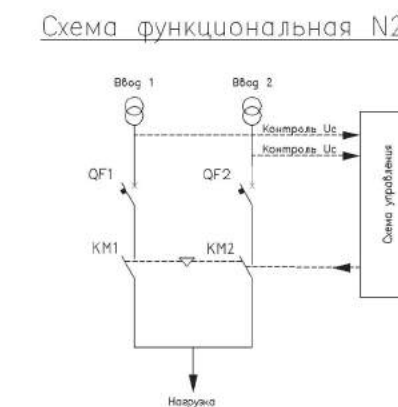 Схема функциональная N2
Ввод 1
Ввод 2
Контроль Uc
Контроль Uc
QF1
QF2
Схема управления
KM1
KM2
Нагрузка